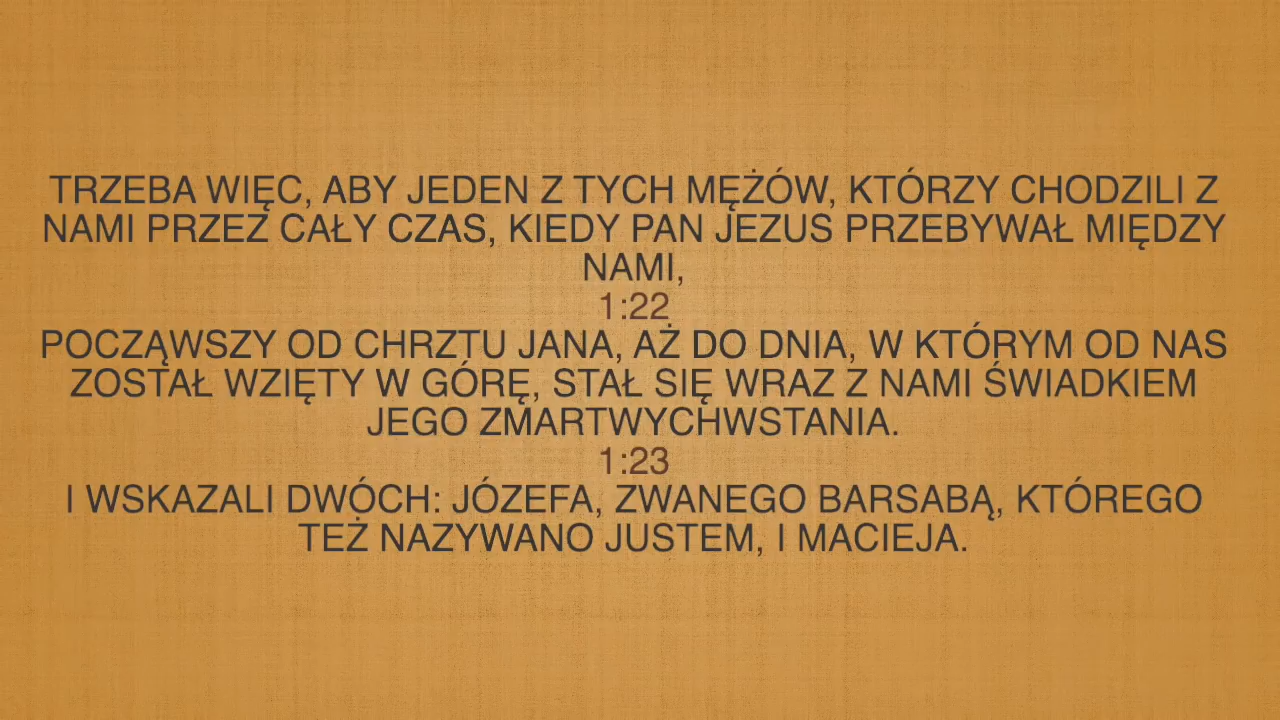 TRZEBA WIĘC, ABY JEDEN Z TYCH MĘŻÓW, KTÓRZY CHODZILI Z
NAMI PRZEZ CAŁY CZAS, KIEDY PAN JEZUS PRZEBYWAŁ MIĘDZY
NAMI,
1:22
POCZĄWSZY OD CHRZTU JANA, AŻ DO DNIA, W KTÓRYM OD NAS
ZOSTAŁ WZIĘTY W GÓRĘ, STAŁ SIĘ WRAZ Z NAMI ŚWIADKIEM
JEGO ZMARTWYCHWSTANIA.
1:23
I WSKAZALI DWÓCH: JÓZEFA, ZWANEGO BARSABĄ, KTÓREGO
TEŻ NAZYWANO JUSTEM, I MACIEJA.